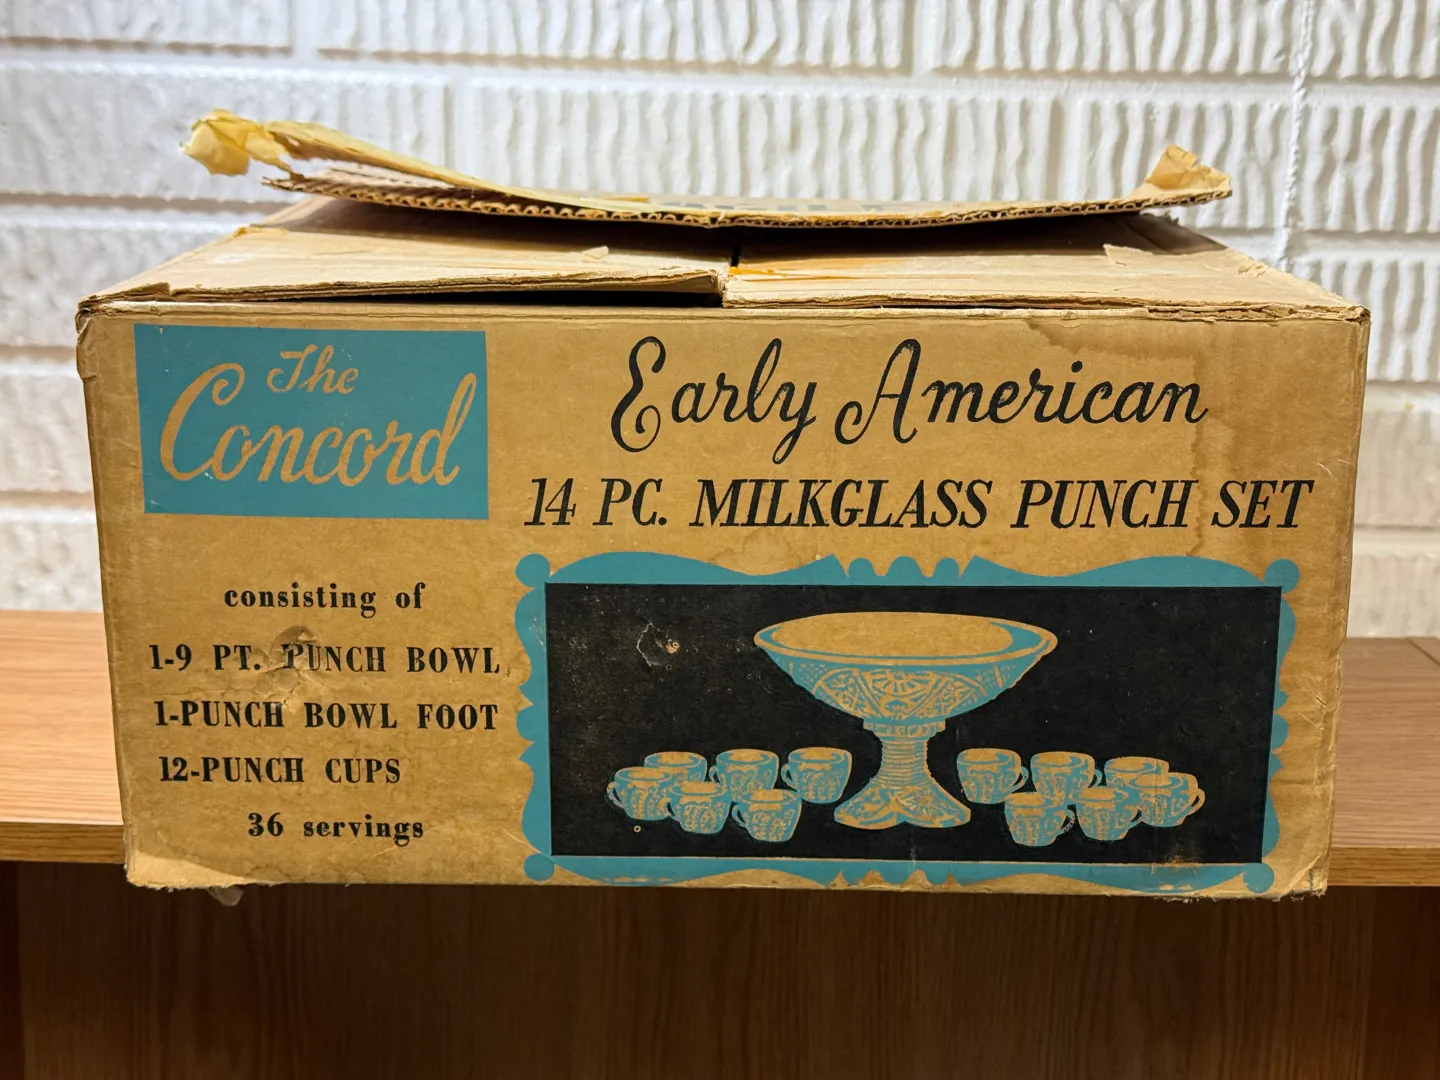 The
Concord
Early American
14 PC. MILKGLASS PUNCH SET
consisting of
1-9 PT. PUNCH BOWL
1-PUNCH BOWL FOOT
12-PUNCH CUPS
36 servings